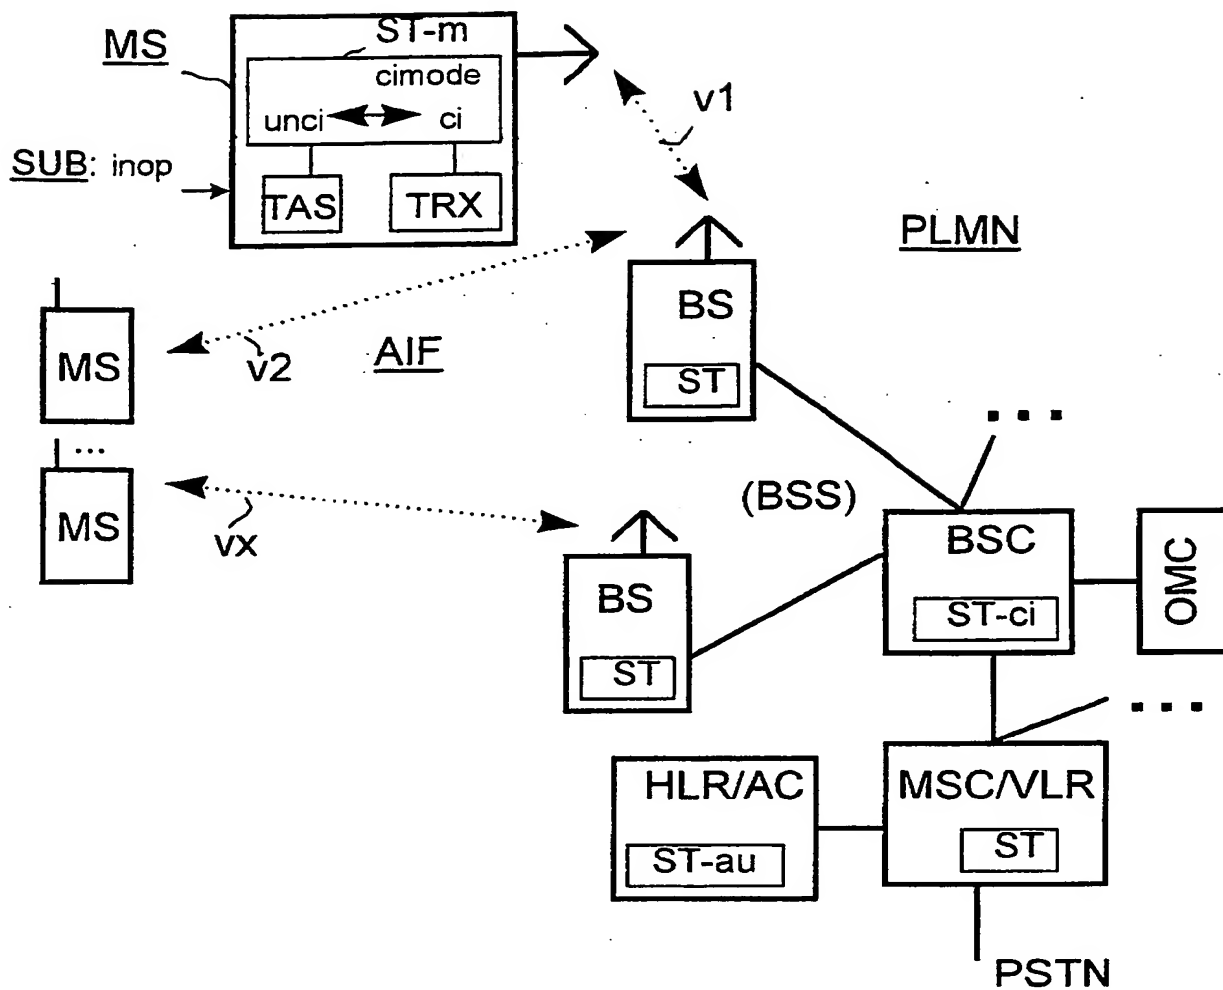 MS
ST-m
cimode
unci
ci
SUB: inop
TAS
TRX
v1
PLMN
BS
ST
MS
v2
AIF
...
MS
vx
(BSS)
...
BSC
ST-ci
OMC
BS
ST
...
HLR/AC
ST-au
MSC/VLR
ST
PSTN